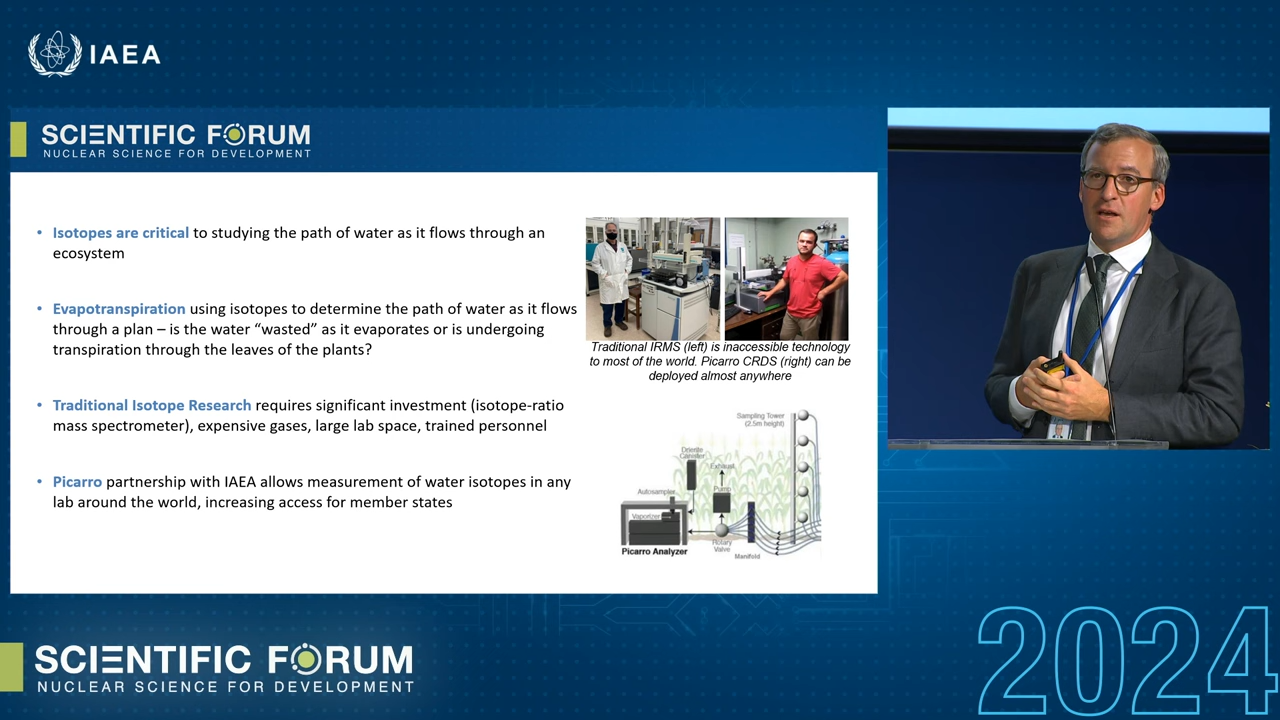 IAEA
SCIENTIFIC FORUM
NUCLEAR SCIENCE FOR DEVELOPMENT
• Isotopes are critical to studying the path of water as it flows through an
ecosystem
• Evapotranspiration using isotopes to determine the path of water as it flows
through a plan – is the water “wasted” as it evaporates or is undergoing
transpiration through the leaves of the plants?
• Traditional Isotope Research requires significant investment (isotope-ratio
mass spectrometer), expensive gases, large lab space, trained personnel
• Picarro partnership with IAEA allows measurement of water isotopes in any
lab around the world, increasing access for member states
Traditional IRMS (left) is inaccessible technology
to most of the world. Picarro CRDS (right) can be
deployed almost anywhere
Sampling Tower
(2.5m height)
Drierite
Canister
Exhaust
Autosampler
Pump
Vaporizer
Rotary
Valve
Picarro Analyzer
Manifold
SCIENTIFIC FORUM
NUCLEAR SCIENCE FOR DEVELOPMENT
2024